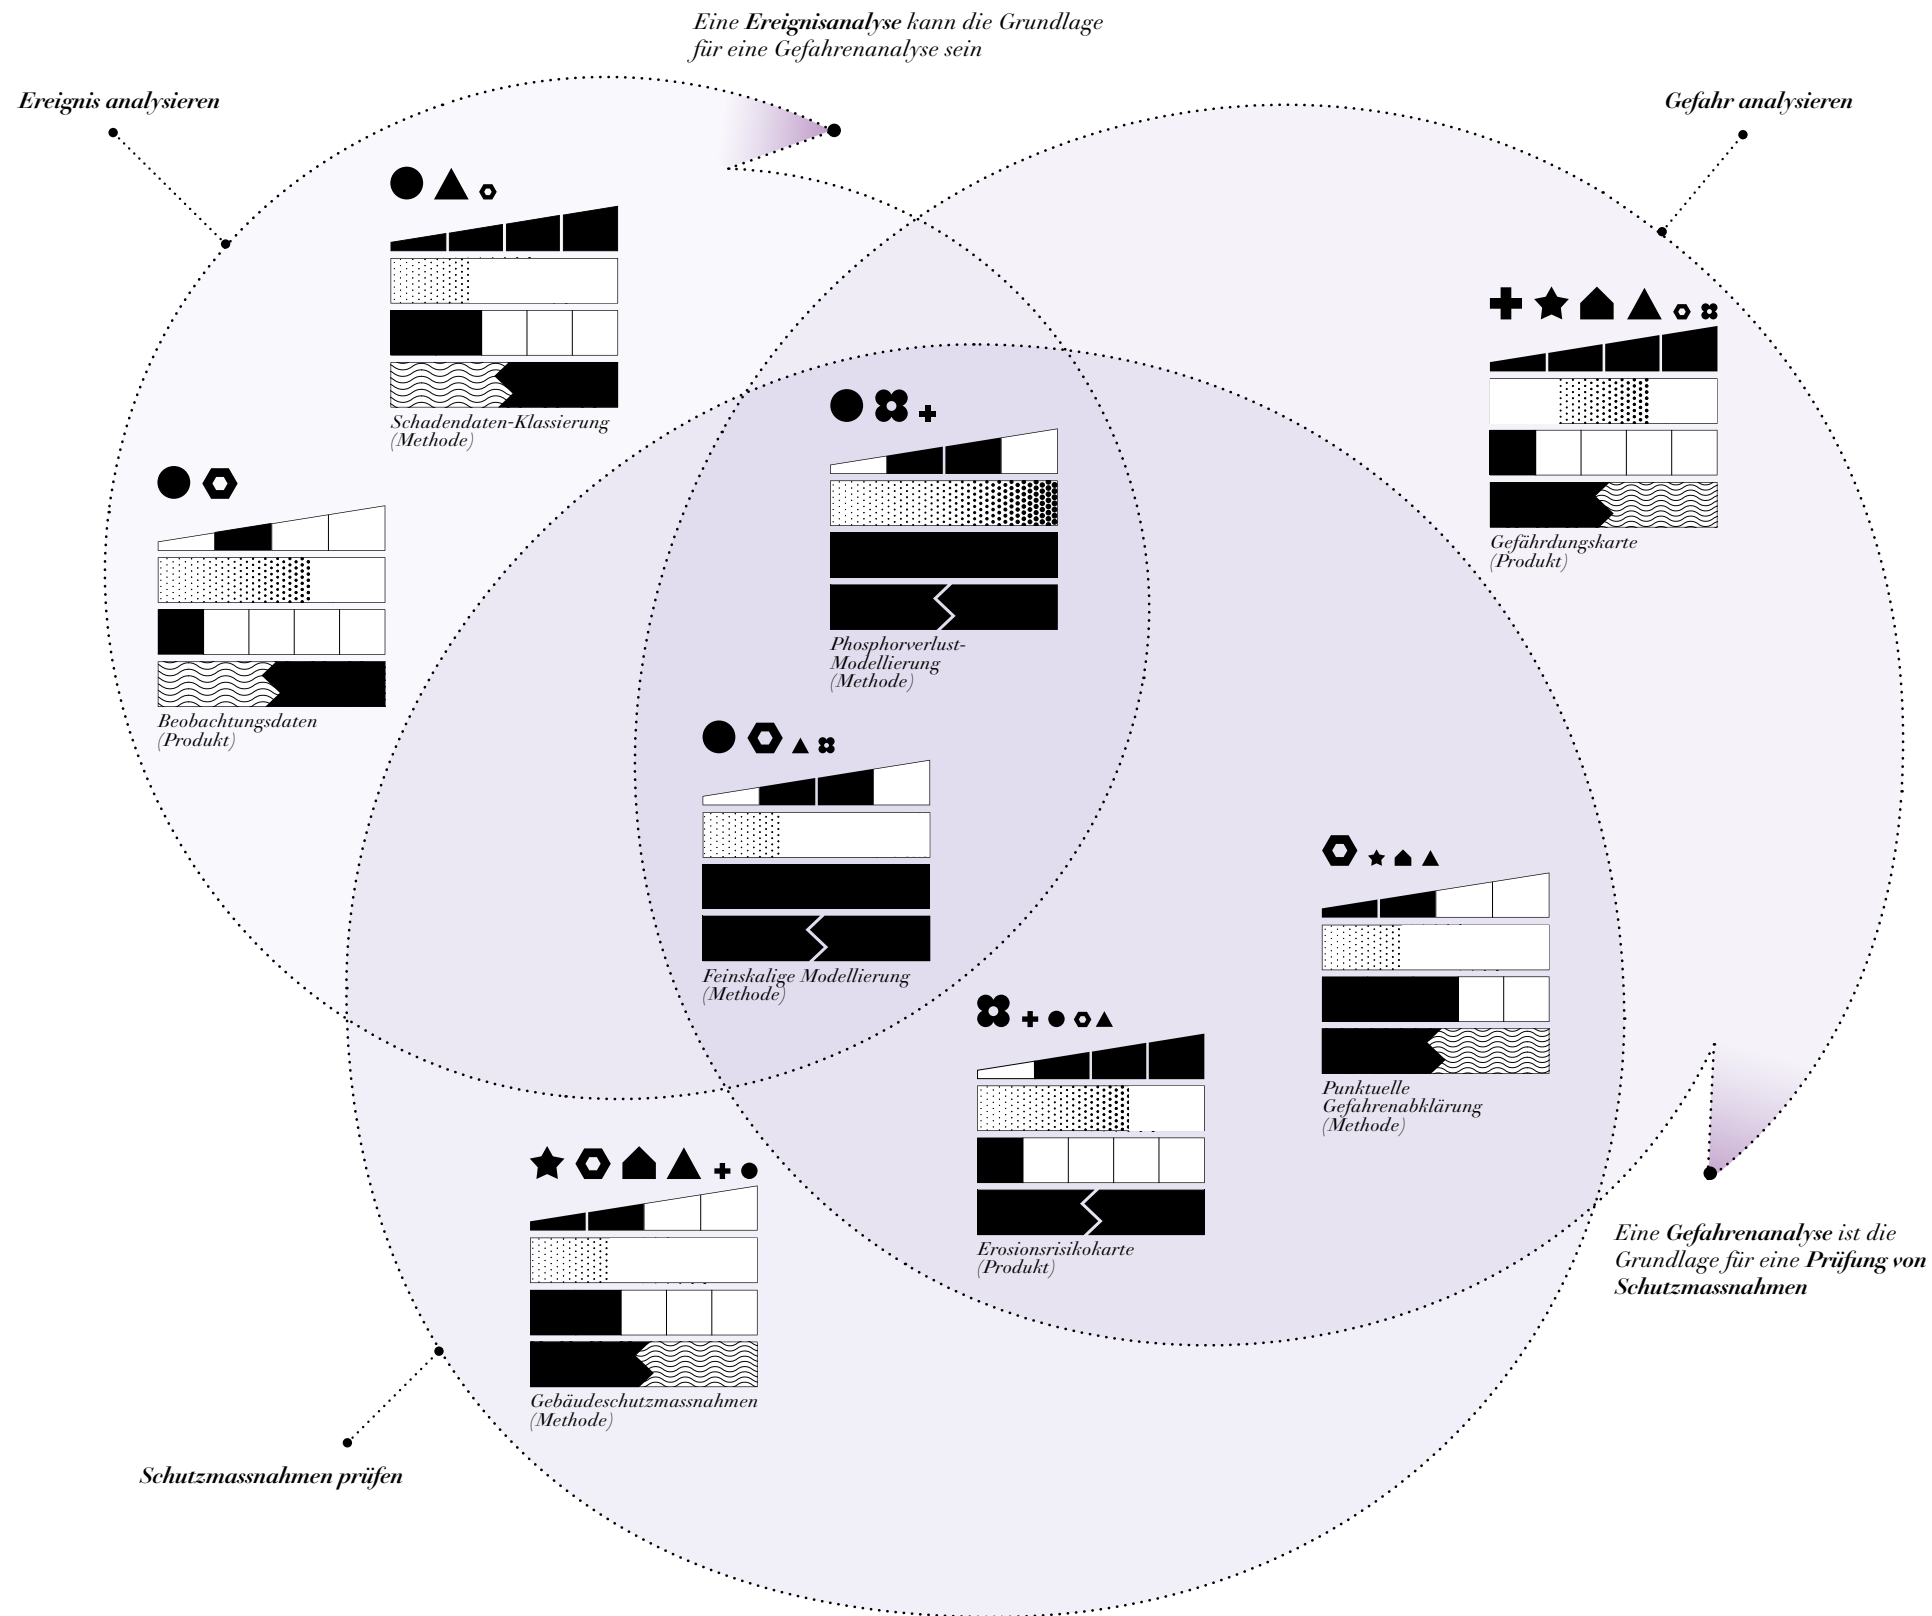 Eine Ereignisanalyse kann die Grundlage
für eine Gefahrenanalyse sein
Ereignis analysieren
Gefahr analysieren
Schadendaten-Klassierung
(Methode)
Gefährdungskarte
(Produkt)
Phosphorverlust-
Modellierung
(Methode)
Beobachtungsdaten
(Produkt)
Feinskalige Modellierung
(Methode)
Punktuelle
Gefahrenabklärung
(Methode)
Erosionsrisikokarte
(Produkt)
Eine Gefahrenanalyse ist die
Grundlage für eine Prüfung von
Schutzmassnahmen
Gebäudeschutzmassnahmen
(Methode)
Schutzmassnahmen prüfen